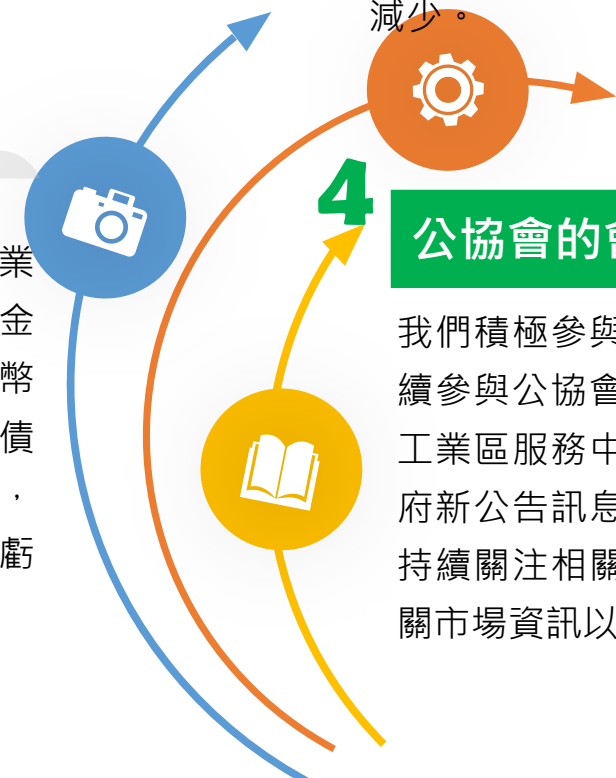 減少。
業
金
幣
債
，
虧
4
公協會的會
我們積極參與
續參與公協會
工業區服務中
府新公告訊息
持續關注相關
關市場資訊以